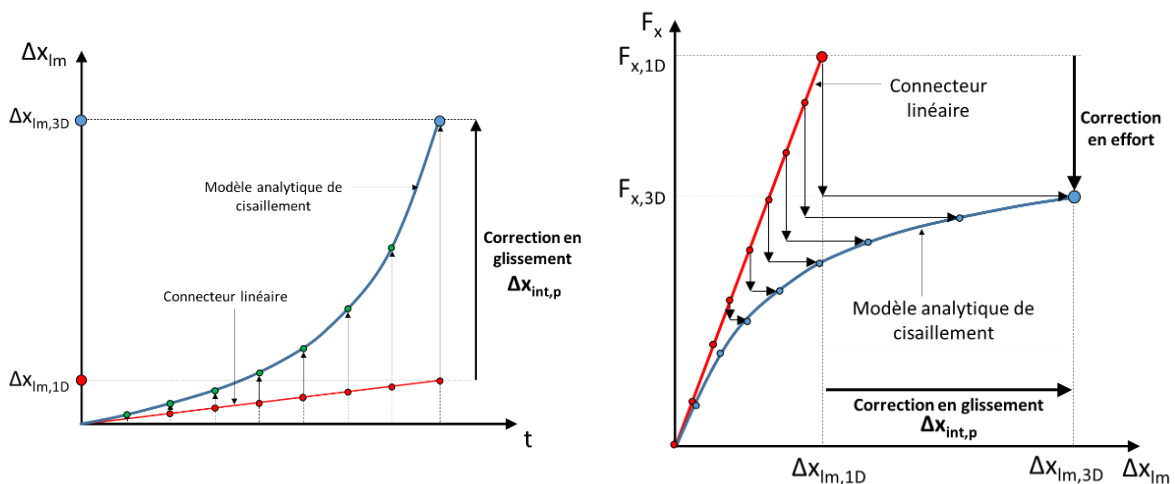 Δx_lm
Δx_lm,3D
Modèle analytique de
cisaillement
Correction en
glissement
Δx_int,p
Connecteur linéaire
Δx_lm,1D
t
F_x
F_x,1D
Connecteur
linéaire
Correction
en effort
F_x,3D
Modèle analytique de
cisaillement
Correction en glissement
Δx_int,p
Δx_lm,1D
Δx_lm,3D
Δx_lm